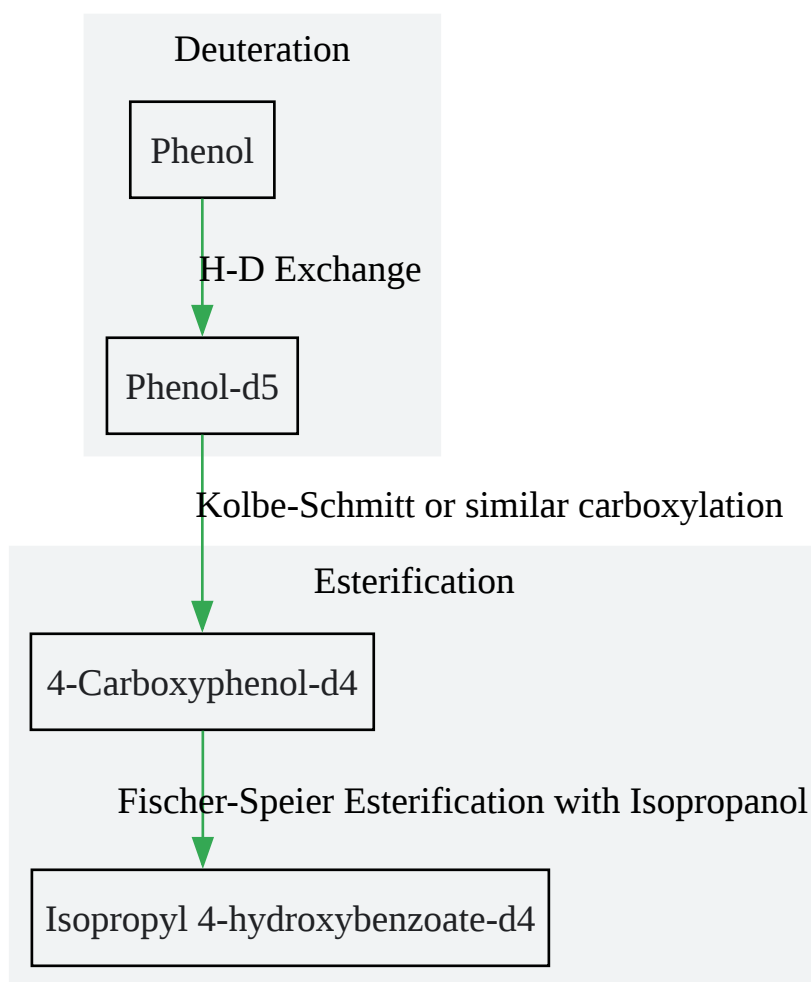 Deuteration
Phenol
H-D Exchange
Phenol-d5
Kolbe-Schmitt or similar carboxylation
Esterification
4-Carboxyphenol-d4
Fischer-Speier Esterification with Isopropanol
Isopropyl 4-hydroxybenzoate-d4